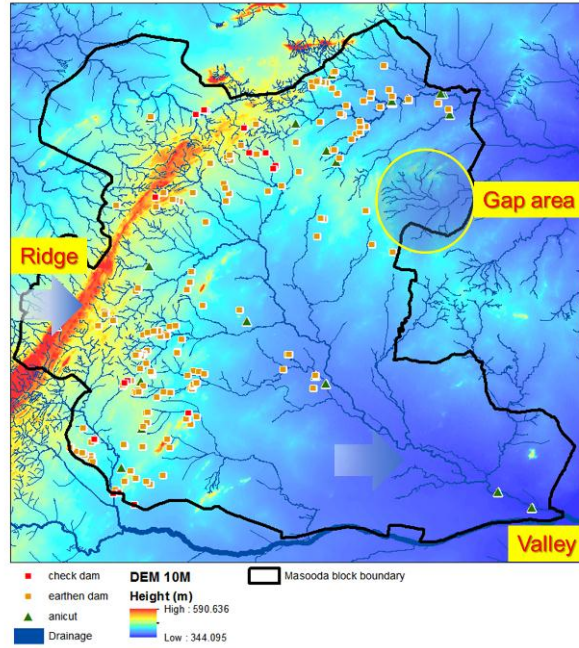 Gap area
Ridge
Valley
check dam
earthen dam
anicut
Drainage
DEM 10M
Height (m)
High : 590.636
Low : 344.095
Masooda block boundary